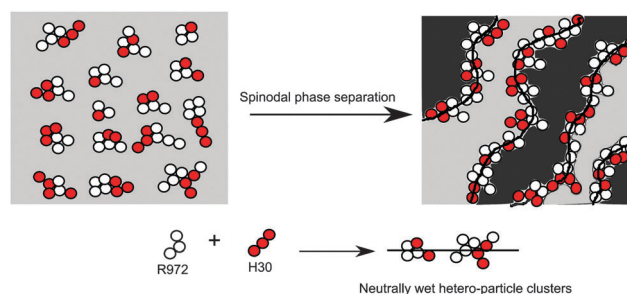 Spinodal phase separation
+
R972
H30
Neutrally wet hetero-particle clusters